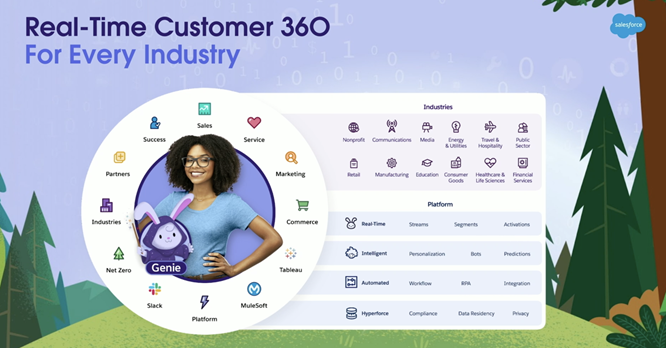 Real-Time Customer 360
For Every Industry
salesforce
Sales
Success
Service
Partners
Marketing
Industries
Commerce
Genie
Net Zero
Tableau
Slack
MuleSoft
Platform
Industries
Nonprofit
Communications
Media
Energy
& Utilities
Travel &
Hospitality
Public
Sector
Retail
Manufacturing
Education
Consumer
Goods
Healthcare &
Life Sciences
Financial
Services
Platform
Real-Time Streams Segments Activations
Intelligent Personalization Bots Predictions
Automated Workflow RPA Integration
Hyperforce Compliance Data Residency Privacy